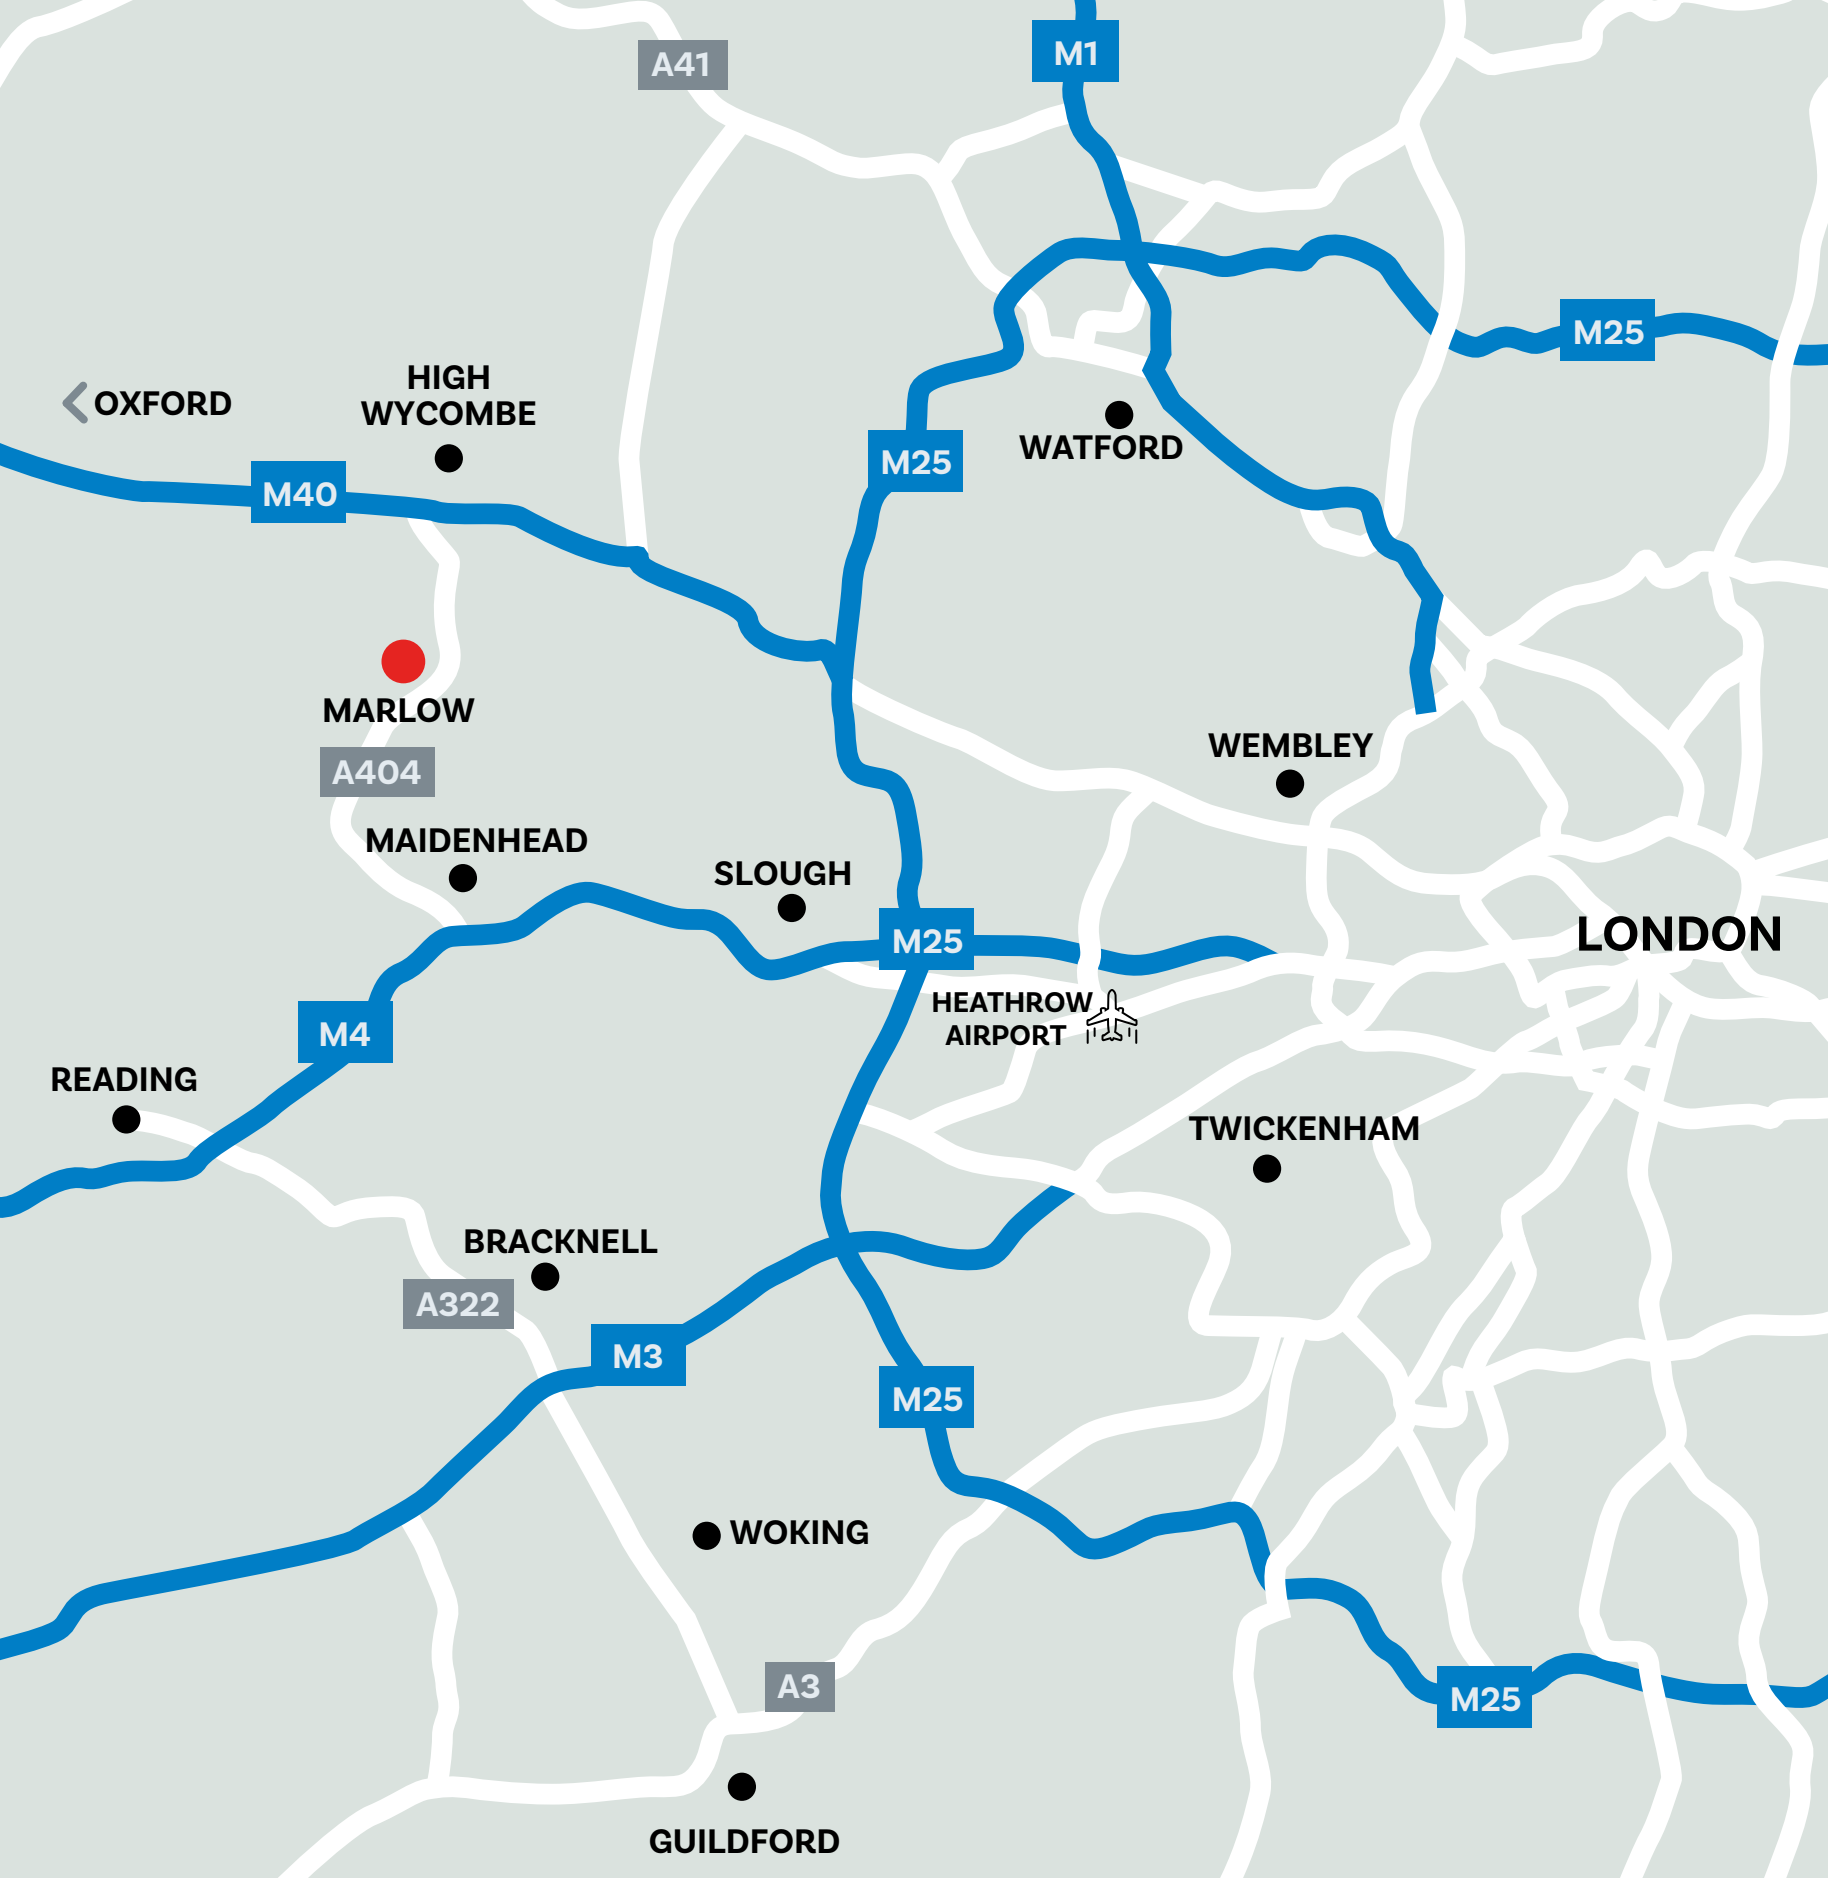 M1
A41
M25
HIGH
WYCOMBE
OXFORD
WATFORD
M25
M40
MARLOW
WEMBLEY
A404
MAIDENHEAD
SLOUGH
LONDON
M25
HEATHROW
AIRPORT
M4
READING
TWICKENHAM
BRACKNELL
A322
M3
M25
WOKING
A3
M25
GUILDFORD